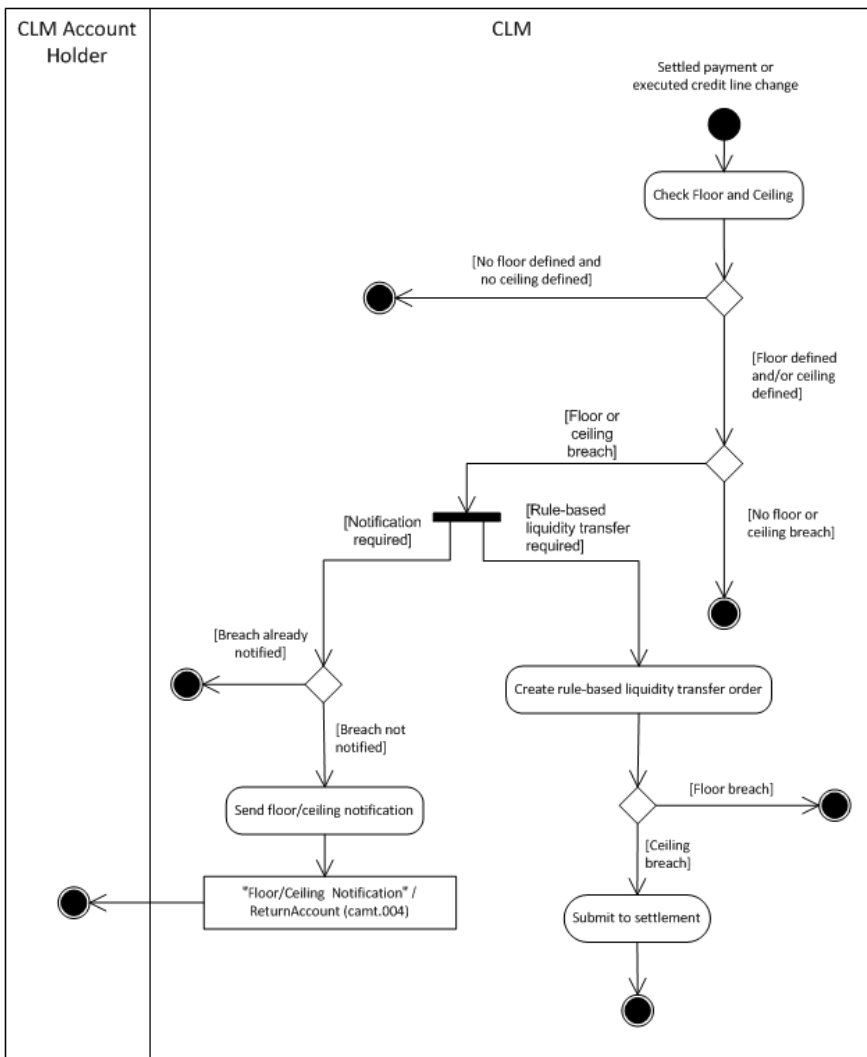 CLM Account
Holder
CLM
Settled payment or
executed credit line change
Check Floor and Ceiling
[No floor defined and
no ceiling defined]
[Floor defined
and/or ceiling
defined]
[Floor or
ceiling
breach]
[No floor or
ceiling breach]
[Notification
required]
[Rule-based
liquidity transfer
required]
[Breach already
notified]
Create rule-based liquidity transfer order
[Breach not
notified]
Send floor/ceiling notification
[Floor breach]
[Ceiling
breach]
"Floor/Ceiling Notification" /
ReturnAccount (camt.004)
Submit to settlement